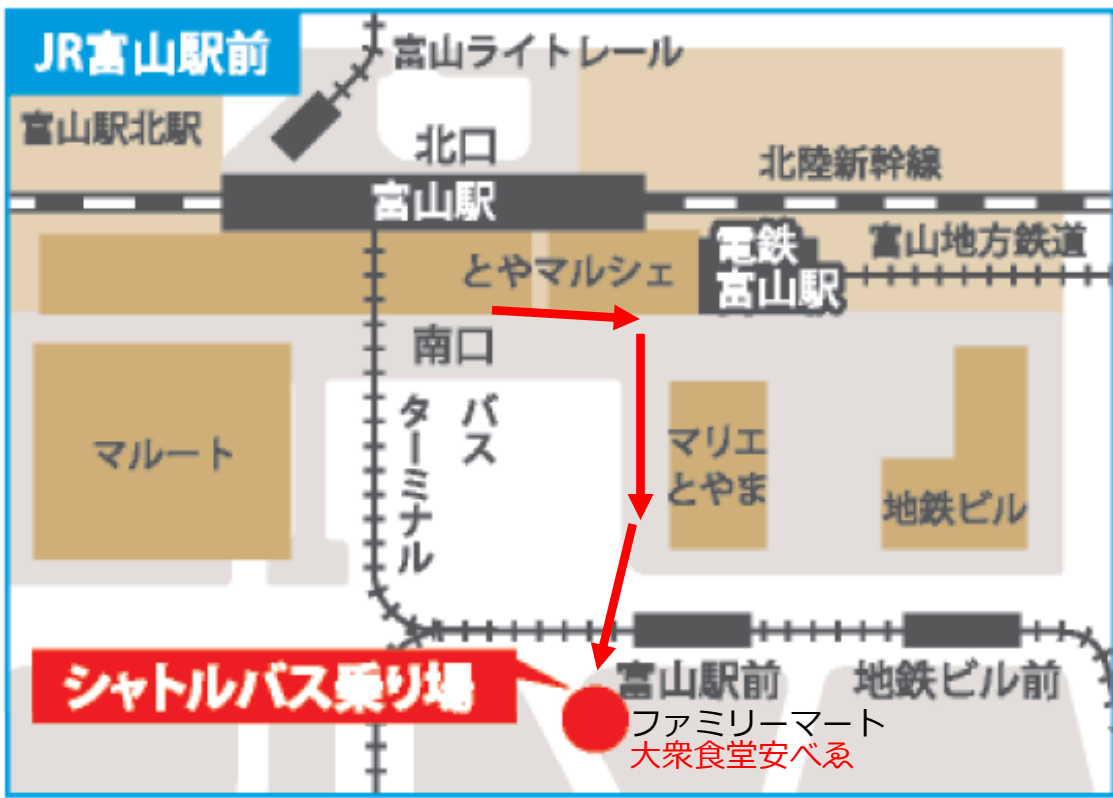 JR富山駅前
富山ライトレール
富山駅北駅
北口
北陸新幹線
富山駅
電鉄
富山駅
富山地方鉄道
とやマルシェ
南口
バス
ターミナル
マルート
マリエ
とやま
地鉄ビル
シャトルバス乗り場
富山駅前
地鉄ビル前
ファミリーマート
大衆食堂安べゑ